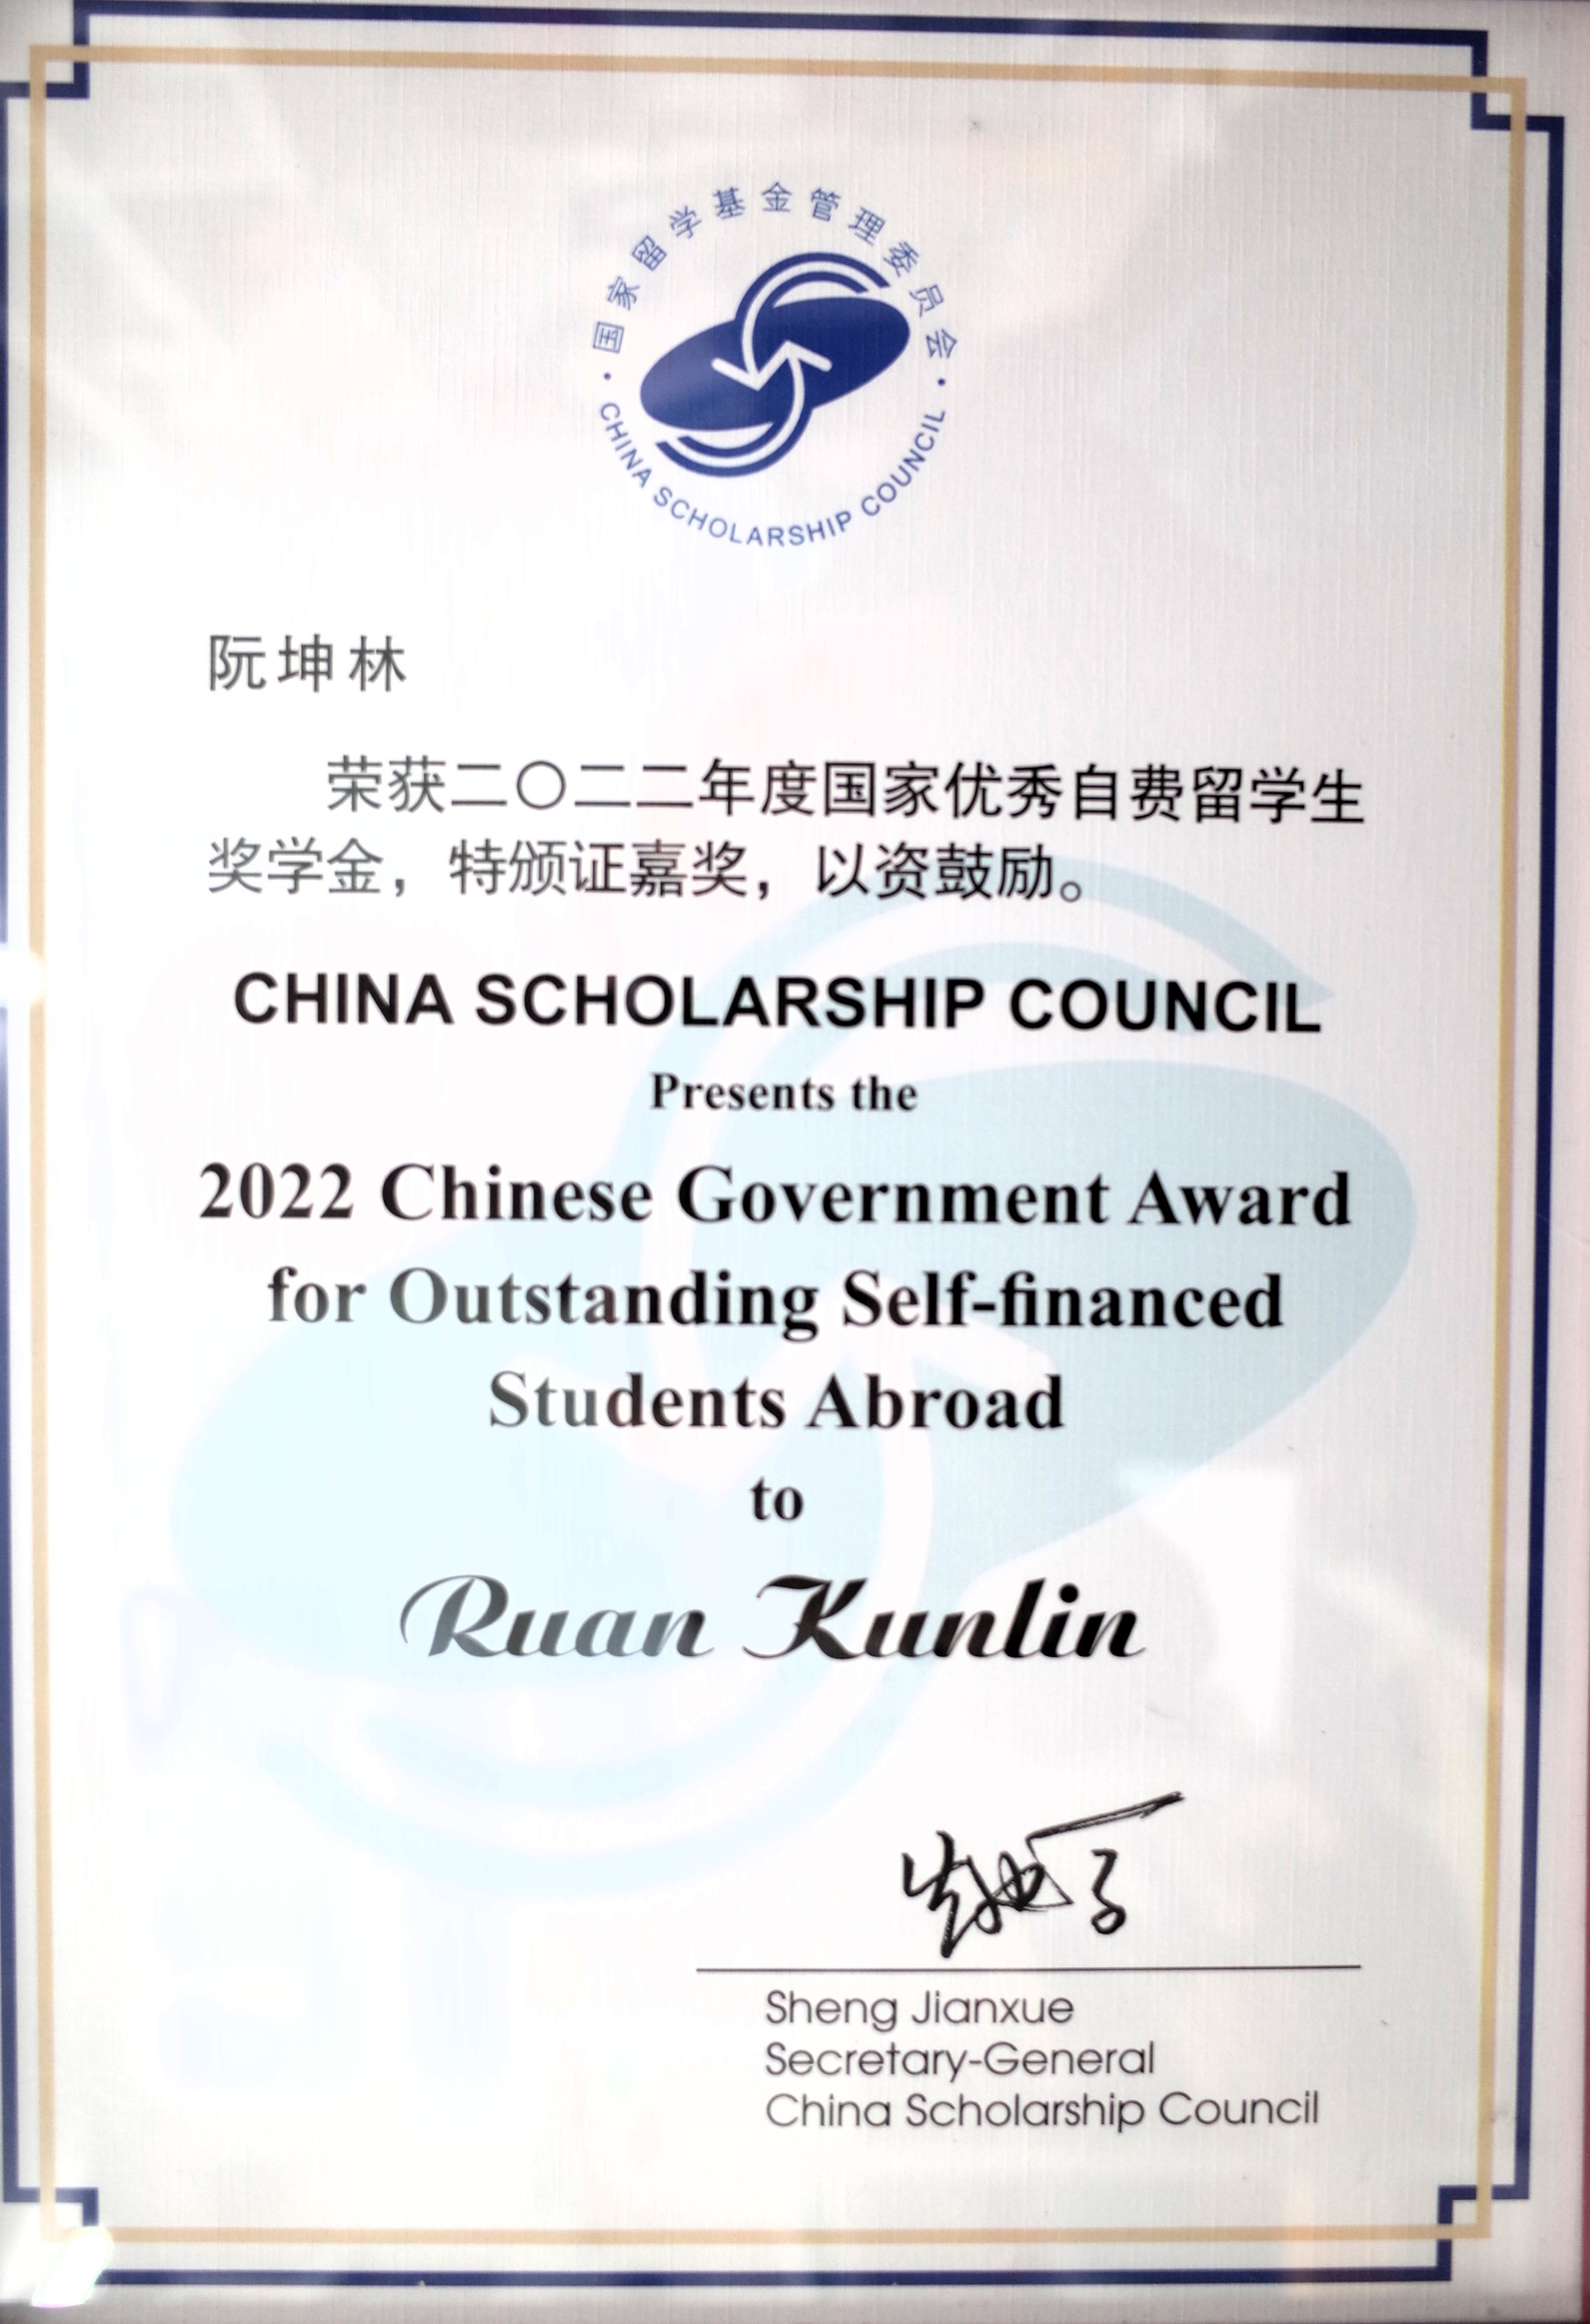 国家留学基金管理委员会
CHINA SCHOLARSHIP COUNCIL
阮坤林
荣获二〇二二年度国家优秀自费留学生
奖学金，特颁证嘉奖，以资鼓励。
CHINA SCHOLARSHIP COUNCIL
Presents the
2022 Chinese Government Award
for Outstanding Self-financed
Students Abroad
to
Ruan Kunlin
Sheng Jianxue
Secretary-General
China Scholarship Council